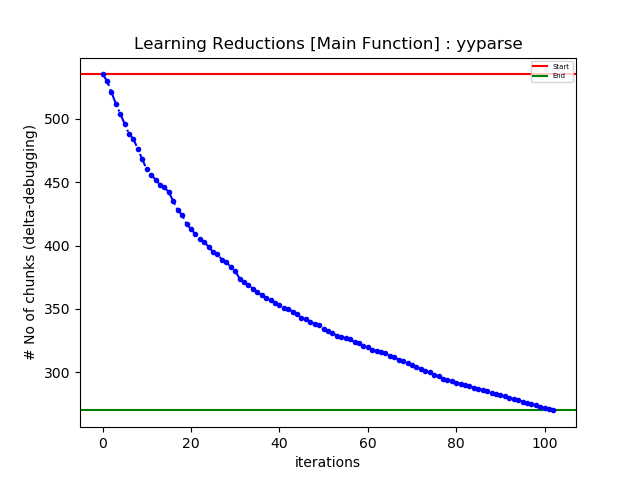 Learning Reductions [Main Function] : yyparse
Start
End
# No of chunks (delta-debugging)
500
450
400
350
300
0 20 40 60 80 100
iterations